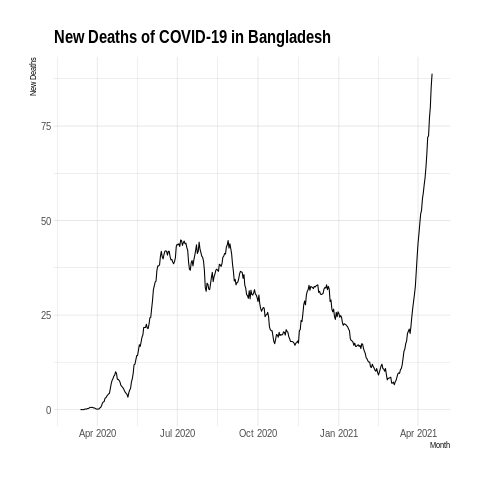 New Deaths of COVID-19 in Bangladesh
New Deaths
75
50
25
0
Apr 2020 Jul 2020 Oct 2020 Jan 2021 Apr 2021
Month